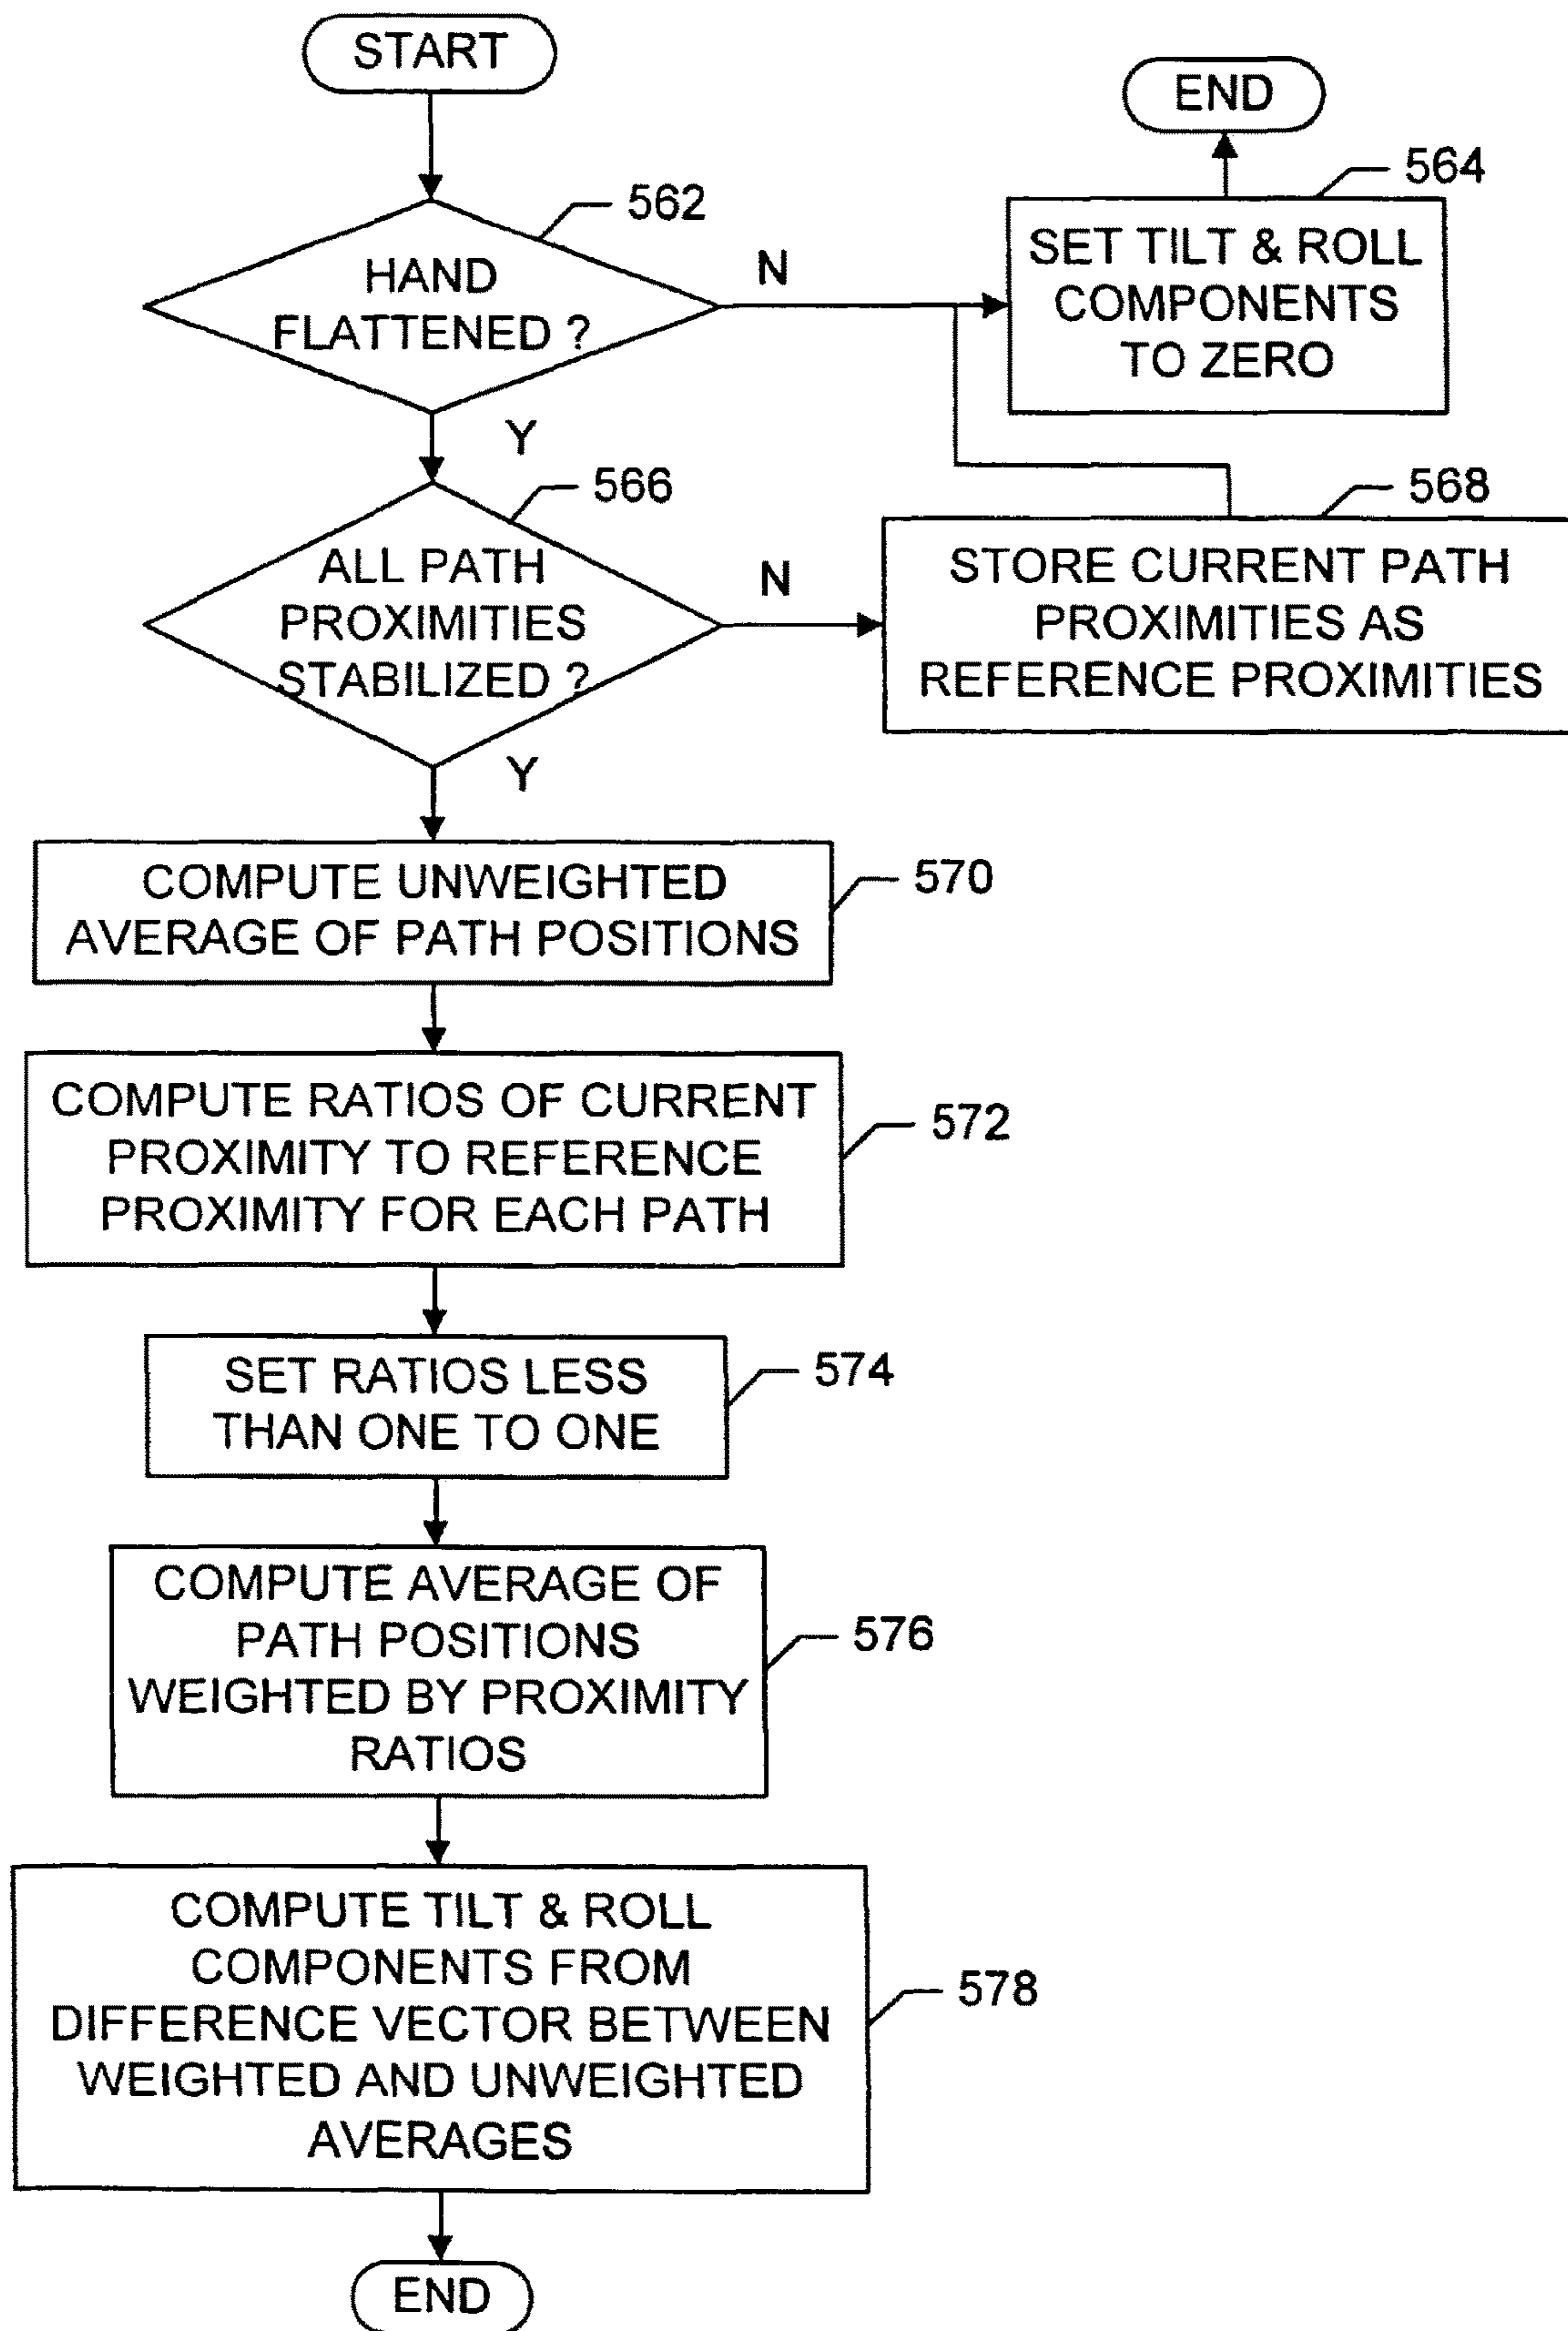 START
END
564
562
SET TILT & ROLL
COMPONENTS
TO ZERO
HAND
FLATTENED ?
N
Y
566
568
ALL PATH
PROXIMITIES
STABILIZED ?
N
STORE CURRENT PATH
PROXIMITIES AS
REFERENCE PROXIMITIES
Y
COMPUTE UNWEIGHTED
AVERAGE OF PATH POSITIONS
570
COMPUTE RATIOS OF CURRENT
PROXIMITY TO REFERENCE
PROXIMITY FOR EACH PATH
572
SET RATIOS LESS
THAN ONE TO ONE
574
COMPUTE AVERAGE OF
PATH POSITIONS
WEIGHTED BY PROXIMITY
RATIOS
576
COMPUTE TILT & ROLL
COMPONENTS FROM
DIFFERENCE VECTOR BETWEEN
WEIGHTED AND UNWEIGHTED
AVERAGES
578
END